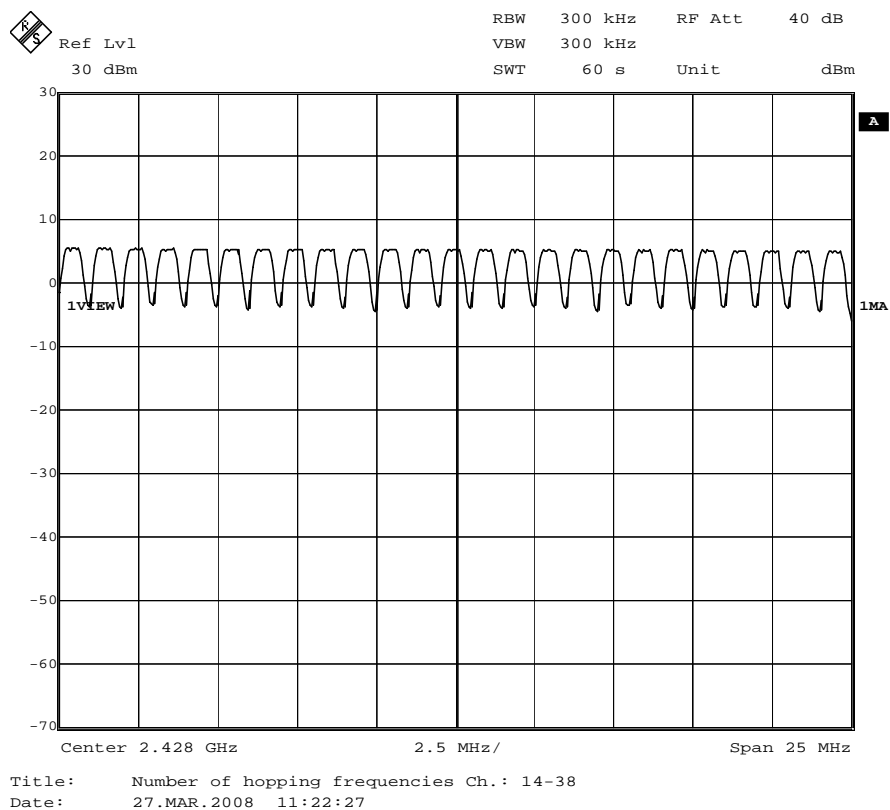 R S
RBW 300 kHz RF Att 40 dB
Ref Lvl VBW 300 kHz
30 dBm SWT 60 s Unit dBm
30
A
20
10
0
1VIEW 1MA
-10
-20
-30
-40
-50
-60
-70
Center 2.428 GHz 2.5 MHz/ Span 25 MHz
Title: Number of hopping frequencies Ch.: 14-38
Date: 27.MAR.2008 11:22:27